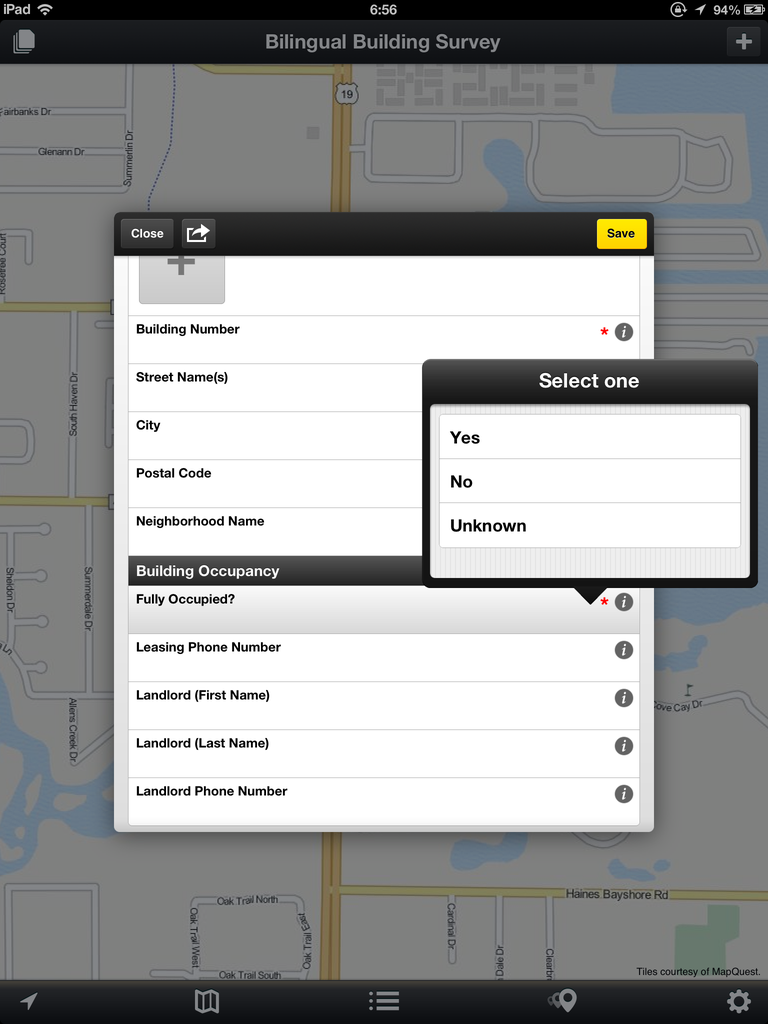 iPad 6:56 94%
Bilingual Building Survey
19
Fairbanks Dr
Glenann Dr
Summerlin Dr
Close Save
Building Number *
Street Name(s)
City
Postal Code
Neighborhood Name
Select one
Yes
No
Unknown
Building Occupancy
Fully Occupied? *
Leasing Phone Number
Landlord (First Name)
Landlord (Last Name)
Landlord Phone Number
South Haven Dr
Sheldon Dr
Summerdale Dr
Ln
Allens Creek Dr
Cove Cay Dr
Haines Bayshore Rd
Oak Trail North
Oak Trail West
Oak Trail East
Oak Trail South
Cardinal Dr
Dale Dr
Tiles courtesy of MapQuest.